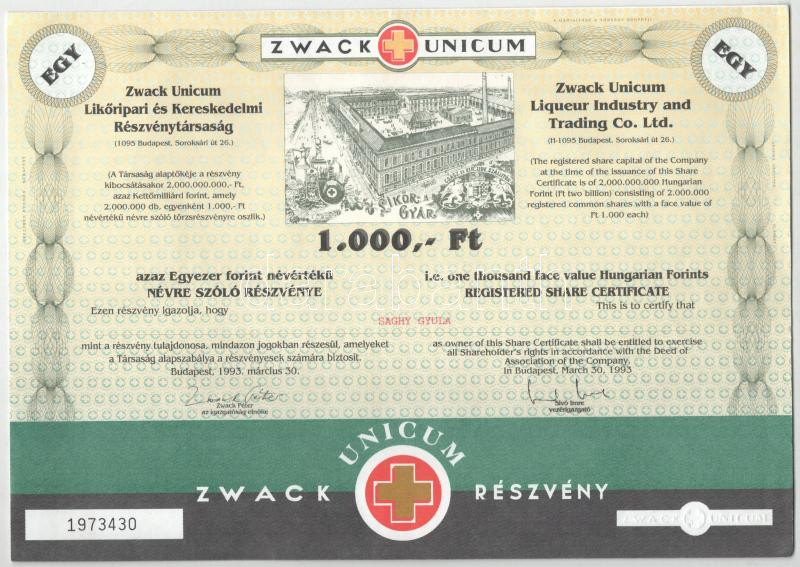 ZWACK UNICUM
EGY
EGY
Zwack Unicum
Likőripari és Kereskedelmi
Részvénytársaság
(1095 Budapest, Soroksári út 26.)
(A Társaság alaptőkéje a részvény
kibocsátásakor 2,000.000.000,- Ft,
azaz Kettőmilliárd forint, amely
2.000.000 db. egyenként 1.000,- Ft
névértékű névre szóló törzsrészvényre oszlik.)
Zwack Unicum
Liqueur Industry and
Trading Co. Ltd.
(H-1095 Budapest, Soroksári út 26.)
(The registered share capital of the Company
at the time of the issuance of this Share
Certificate is of 2,000.000.000 Hungarian
Forint (Ft two billion) consisting of 2.000.000
registered common shares with a face value of
Ft 1.000 each)
LIKŐR
GYÁR
1.000,- Ft
azaz Egyezer forint névértékű
NÉVRE SZÓLÓ RÉSZVÉNYE
Ezen részvény igazolja, hogy
i.e. one thousand face value Hungarian Forints
REGISTERED SHARE CERTIFICATE
This is to certify that
SAGHY GYULA
mint a részvény tulajdonosa, mindazon jogokban részesül, amelyeket
a Társaság alapszabálya a részvényesek számára biztosít.
Budapest, 1993. március 30.
as owner of this Share Certificate shall be entitled to exercise
all Shareholder's rights in accordance with the Deed of
Association of the Company.
in Budapest, March 30, 1993
Zwack Péter
Zwack Péter
az igazgatóság elnöke
Sivó Imre
vezérigazgató
UNICUM
ZWACK RÉSZVÉNY
1973430
ZWACK UNICUM